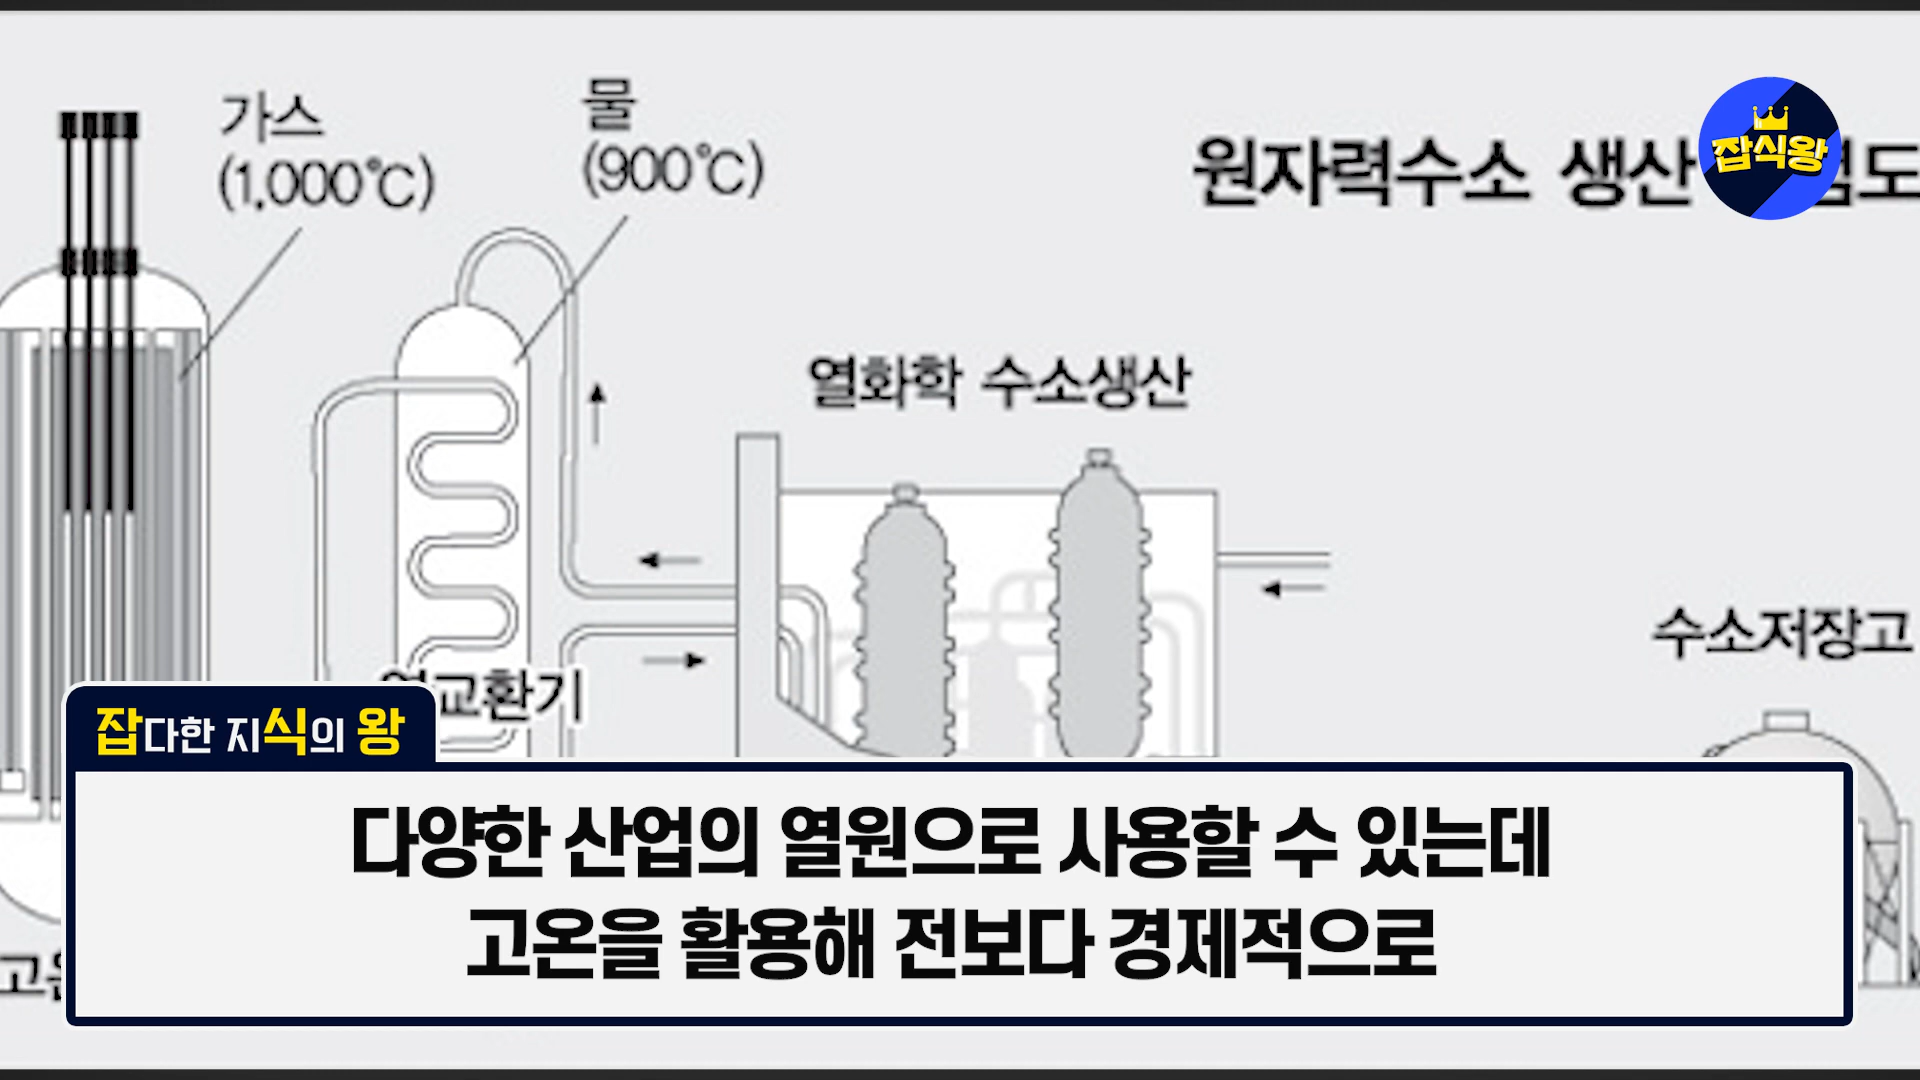 가스
(1,000℃)
물
(900℃)
원자력수소 생산
잡식왕
열화학 수소생산
수소저장고
교환기
잡다한 지식의 왕
다양한 산업의 열원으로 사용할 수 있는데
고온을 활용해 전보다 경제적으로